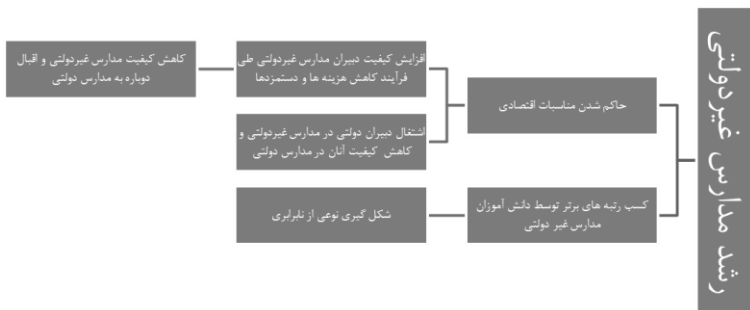 رشد مدارس غیردولتی
حاکم شدن مناسبات اقتصادی
افزایش کیفیت دبیران مدارس غیردولتی طی
فرآیند کاهش هزینه ها و دستمزدها
کاهش کیفیت مدارس غیردولتی و اقبال
دوباره به مدارس دولتی
اشتغال دبیران دولتی در مدارس غیردولتی و
کاهش کیفیت آنان در مدارس دولتی
کسب رتبه های برتر توسط دانش آموزان
مدارس غیر دولتی
شکل گیری نوعی از نابرابری